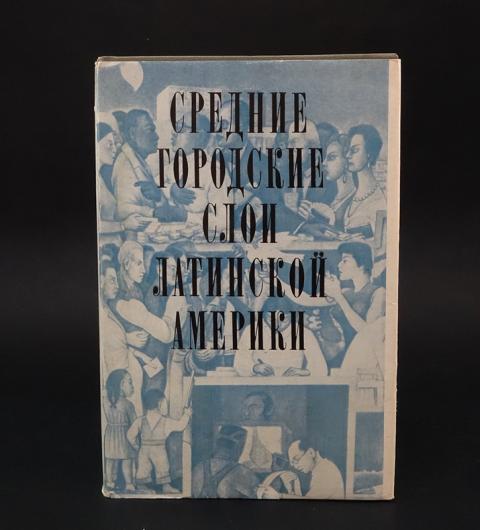 СРЕДНИЕ
ГОРОДСКИЕ
СЛОИ
ЛАТИНСКОЙ
АМЕРИКИ